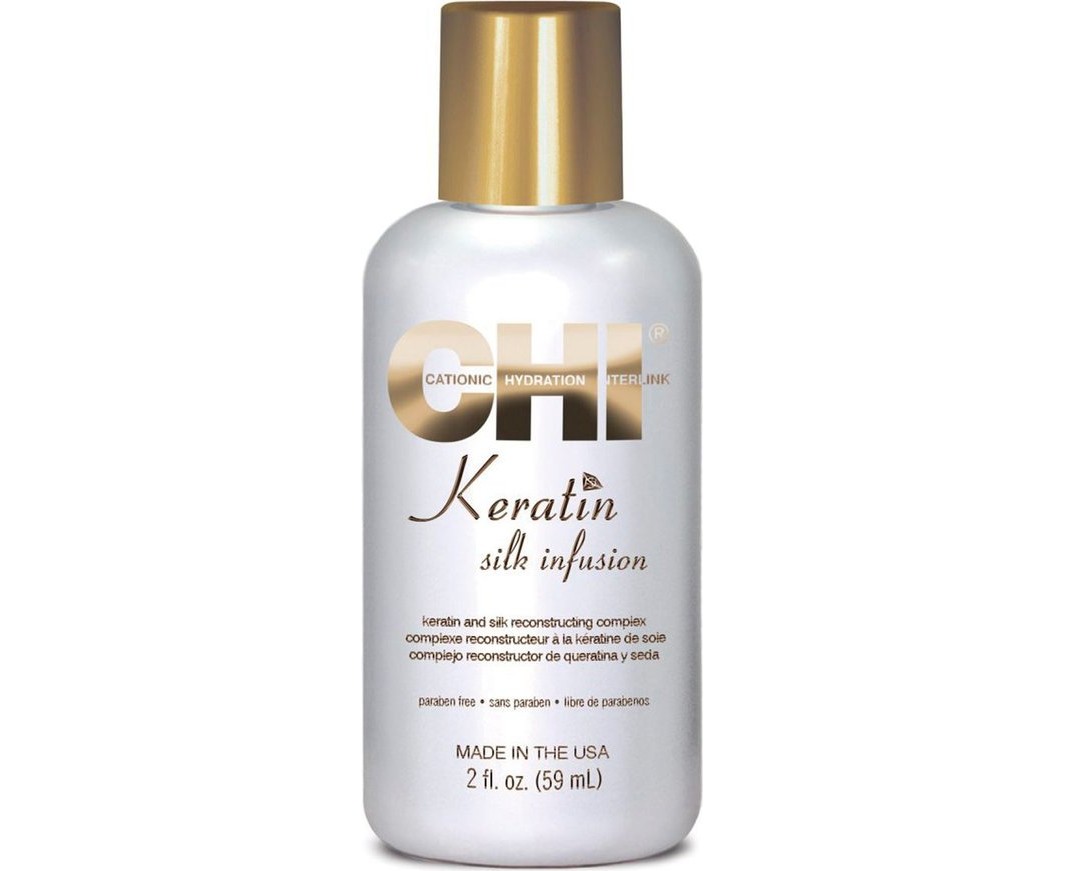 CHI®
CATIONIC HYDRATION INTERLINK
Keratin
silk infusion
keratin and silk reconstructing complex
complexe reconstructeur à la kératine de soie
complejo reconstructor de queratina y seda
paraben free • sans paraben • libre de parabenos
MADE IN THE USA
2 fl. oz. (59 mL)